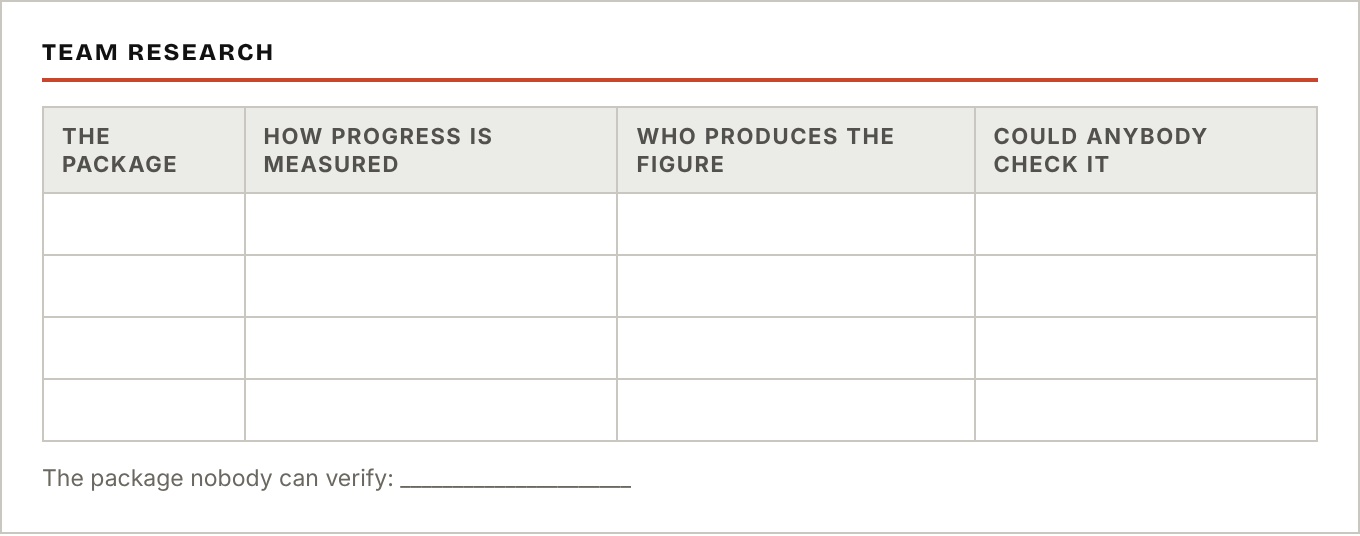 TEAM RESEARCH
THE PACKAGE
HOW PROGRESS IS MEASURED
WHO PRODUCES THE FIGURE
COULD ANYBODY CHECK IT
The package nobody can verify: ______________________